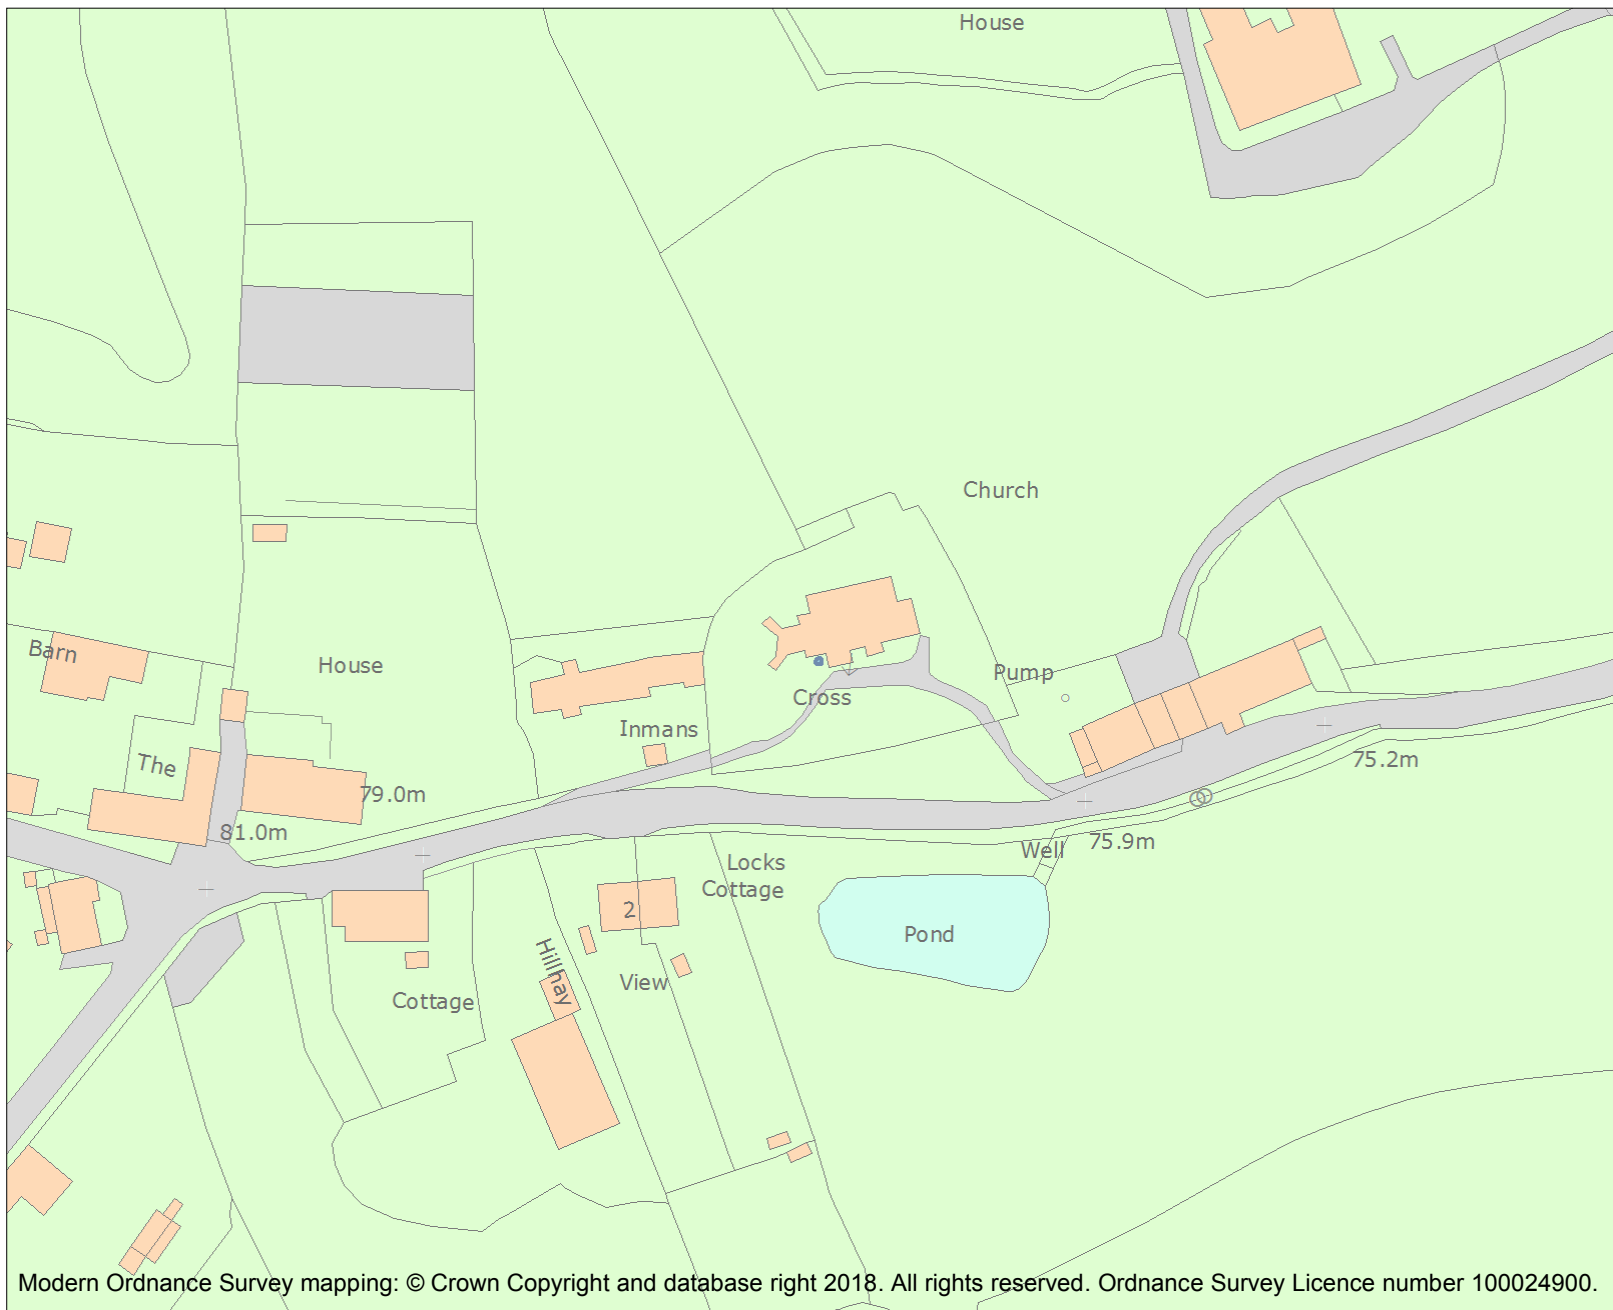 House
Church
Barn
House
Pump
Cross
Inmans
The
79.0m
75.2m
81.0m
75.9m
Well
Locks
Cottage
2
Pond
Hillhay
View
Cottage
Modern Ordnance Survey mapping: © Crown Copyright and database right 2018. All rights reserved. Ordnance Survey Licence number 100024900.